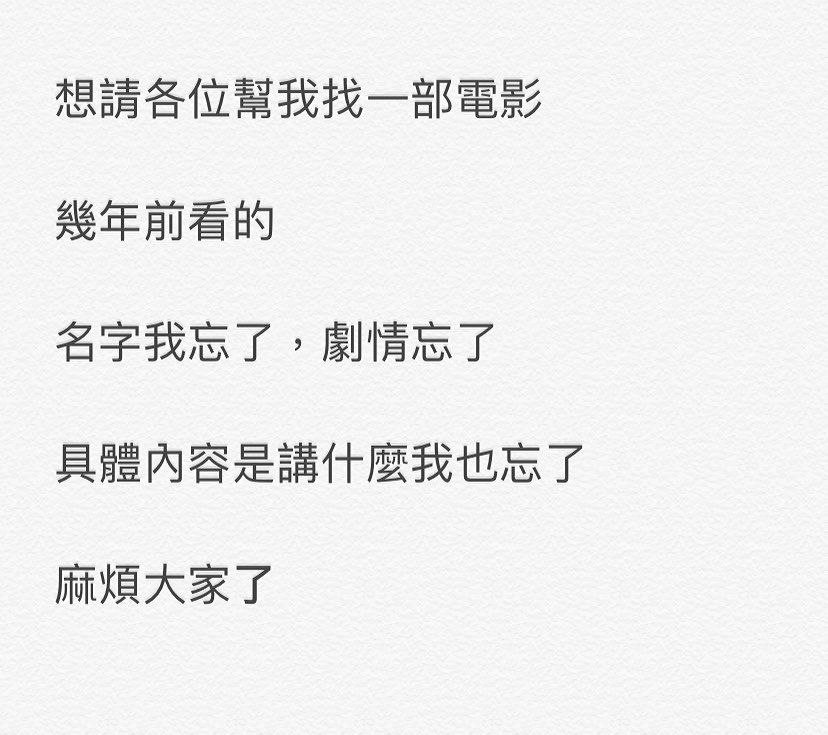 想請各位幫我找一部電影
幾年前看的
名字我忘了，劇情忘了
具體內容是講什麼我也忘了
麻煩大家了